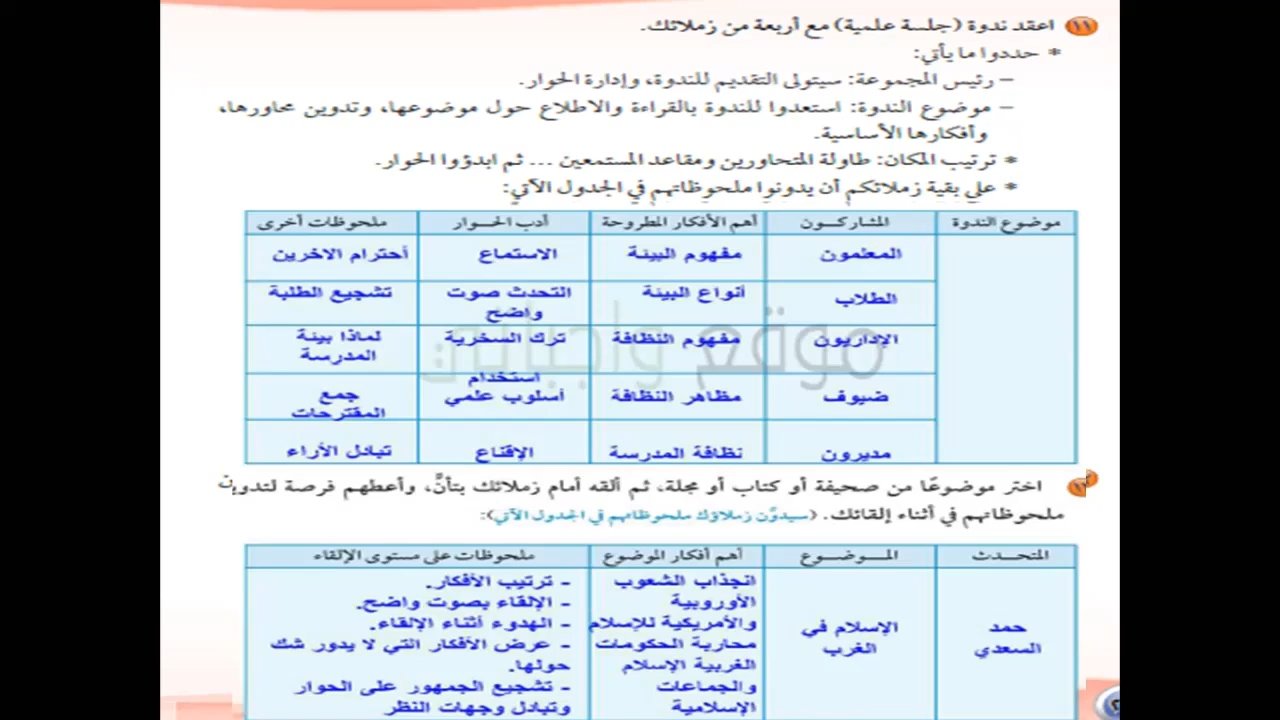 ١١ اعقد ندوة (جلسة علمية) مع أربعة من زملائك.
* حددوا ما يأتي:
– رئيس المجموعة: سيتولى التقديم للندوة، وإدارة الحوار.
– موضوع الندوة: استعدوا للندوة بالقراءة والاطلاع حول موضوعها، وتدوين محاورها،
وأفكارها الأساسية.
* ترتيب المكان: طاولة المتحاورين ومقاعد المستمعين ... ثم ابدؤوا الحوار.
* على بقية زملائكم أن يدونوا ملحوظاتهم في الجدول الآتي:
موضوع الندوة المشاركون أهم الأفكار المطروحة أدب الحوار ملحوظات أخرى
المعلمون مفهوم البيئة الاستماع أحترام الاخرين
الطلاب أنواع البيئة التحدث صوت واضح تشجيع الطلبة
الإداريون مفهوم النظافة ترك السخرية لماذا بيئة المدرسة
ضيوف مظاهر النظافة استخدام أسلوب علمي جمع المقترحات
مديرون نظافة المدرسة الإقناع تبادل الأراء
موقع واجباتي
١٢ اختر موضوعًا من صحيفة أو كتاب أو مجلة، ثم ألقه أمام زملائك بتأنٍّ، وأعطهم فرصة لتدوين
ملحوظاتهم في أثناء إلقائك. (سيدوِّن زملاؤك ملحوظاتهم في الجدول الآتي):
المتحدث الموضوع أهم أفكار الموضوع ملحوظات على مستوى الإلقاء
حمد
السعدي
الإسلام في
الغرب
انجذاب الشعوب
الأوروبية
والأمريكية للإسلام
محاربة الحكومات
الغربية الإسلام
والجماعات
الإسلامية
- ترتيب الأفكار.
- الإلقاء بصوت واضح.
- الهدوء أثناء الإلقاء.
- عرض الأفكار التي لا يدور شك
حولها.
- تشجيع الجمهور على الحوار
وتبادل وجهات النظر